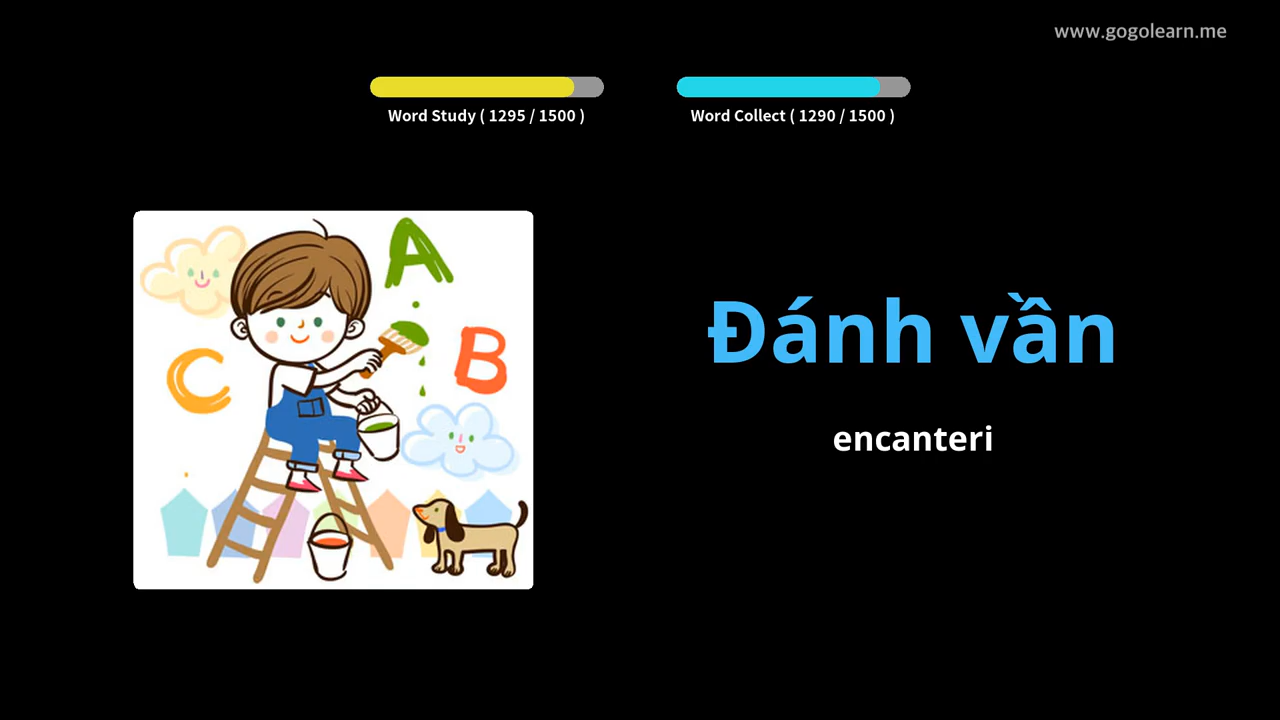 www.gogolearn.me
Word Study ( 1295 / 1500 )
Word Collect ( 1290 / 1500 )
A
B
C
Đánh vần
encanteri